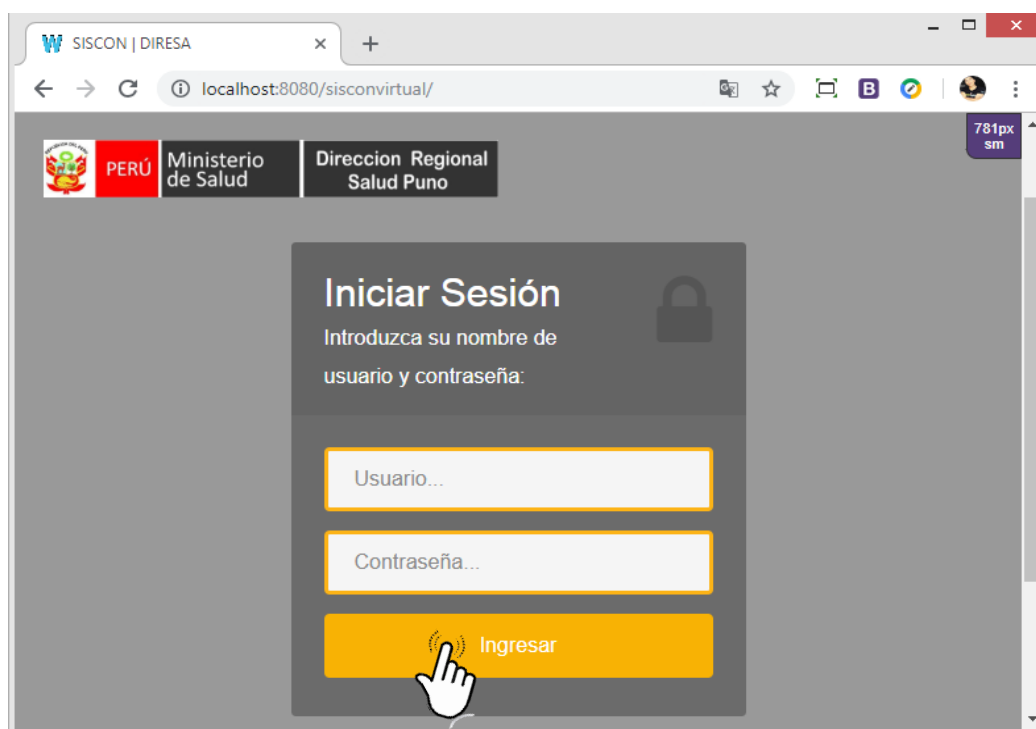 SISCON | DIRESA
localhost:8080/sisconvirtual/
B
781px
sm
PERÚ
Ministerio
de Salud
Direccion Regional
Salud Puno
Iniciar Sesión
Introduzca su nombre de
usuario y contraseña:
Usuario...
Contraseña...
Ingresar